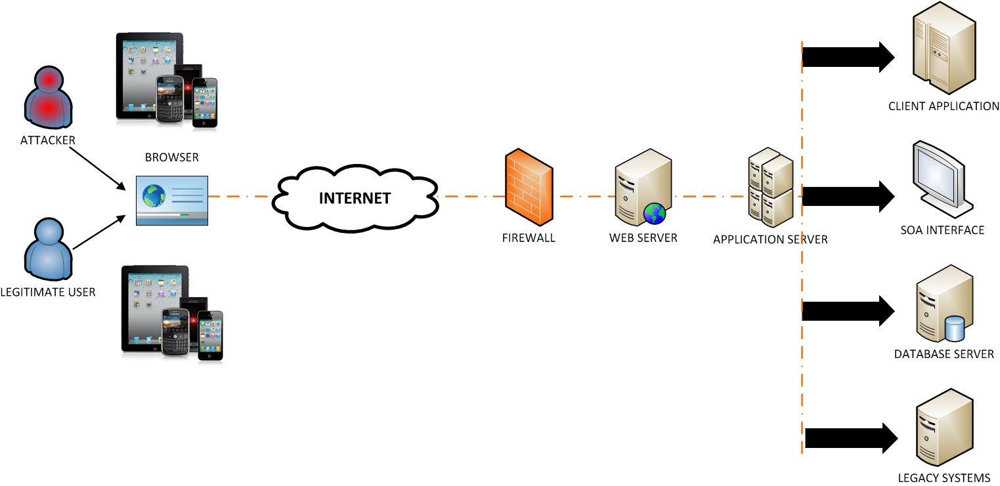 ATTACKER
BROWSER
LEGITIMATE USER
INTERNET
FIREWALL
WEB SERVER
APPLICATION SERVER
CLIENT APPLICATION
SOA INTERFACE
DATABASE SERVER
LEGACY SYSTEMS